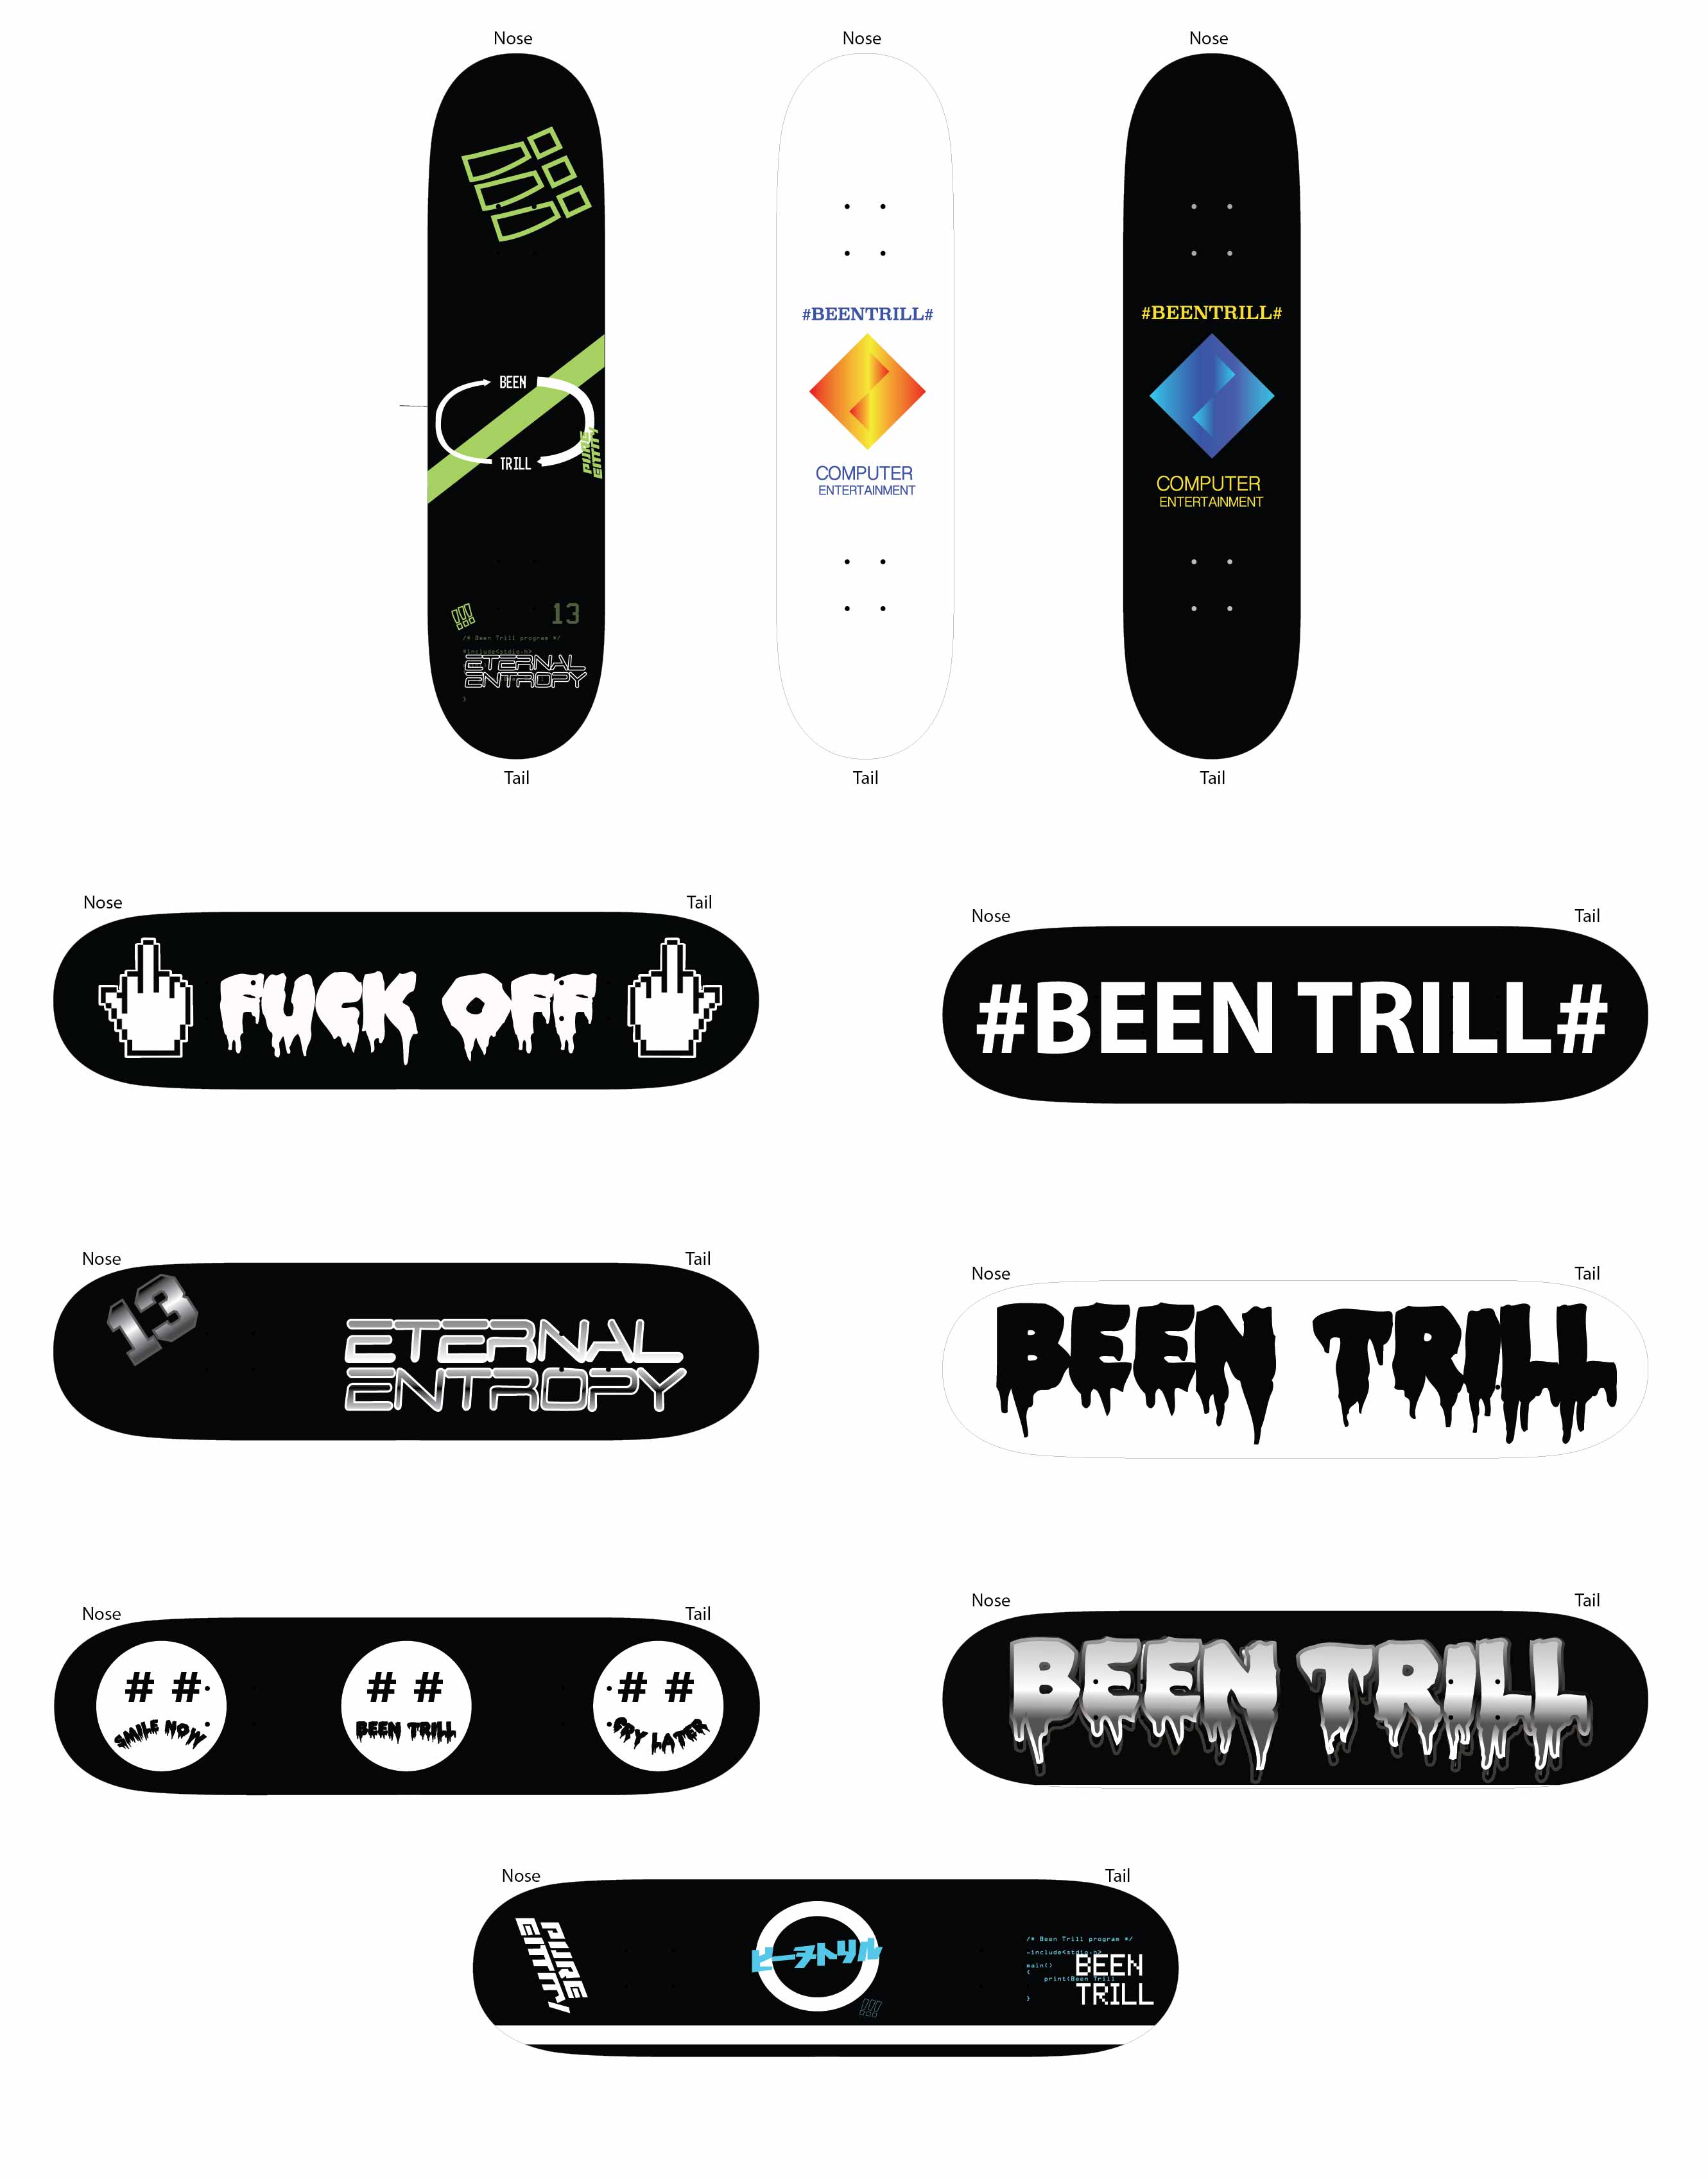 Nose
Nose
Nose
BEEN
TRILL
PURE
ENTITY
13
/* Been Trill program */
#include<stdio.h>
ETERNAL
ENTROPY
}
#BEENTRILL#
COMPUTER
ENTERTAINMENT
#BEENTRILL#
COMPUTER
ENTERTAINMENT
Tail
Tail
Tail
Nose
Tail
FUCK OFF
Nose
Tail
#BEEN TRILL#
Nose
Tail
13
ETERNAL
ENTROPY
Nose
Tail
BEEN TRILL
Nose
Tail
# #
SMILE NOW
# #
BEEN TRILL
# #
CRY LATER
Nose
Tail
BEEN TRILL
Nose
Tail
PURE
ENTITY
ビーヲトリル
/* Been Trill program */
~include<stdio.h>
main()
{
print(Been Trill
}
BEEN
TRILL